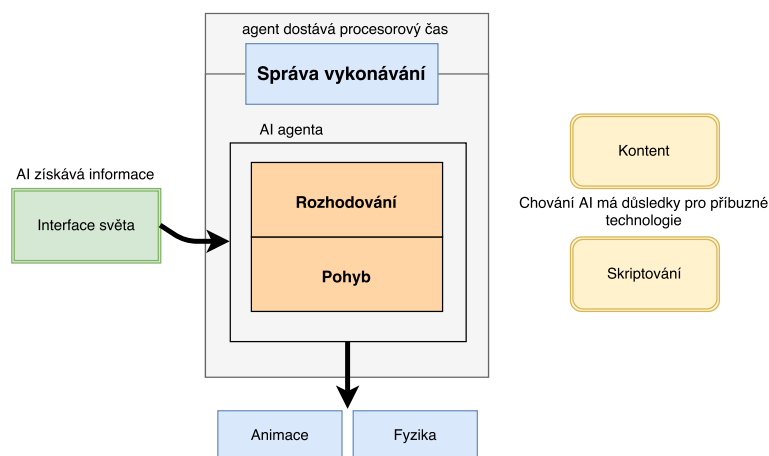 agent dostává procesorový čas
Správa vykonávání
AI agenta
AI získává informace
Interface světa
Rozhodování
Pohyb
Kontent
Chování AI má důsledky pro příbuzné
technologie
Skriptování
Animace
Fyzika